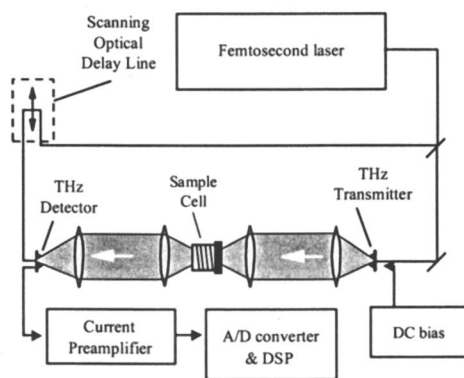 Scanning
Optical
Delay Line
Femtosecond laser
THz
Detector
Sample
Cell
THz
Transmitter
Current
Preamplifier
A/D converter
& DSP
DC bias